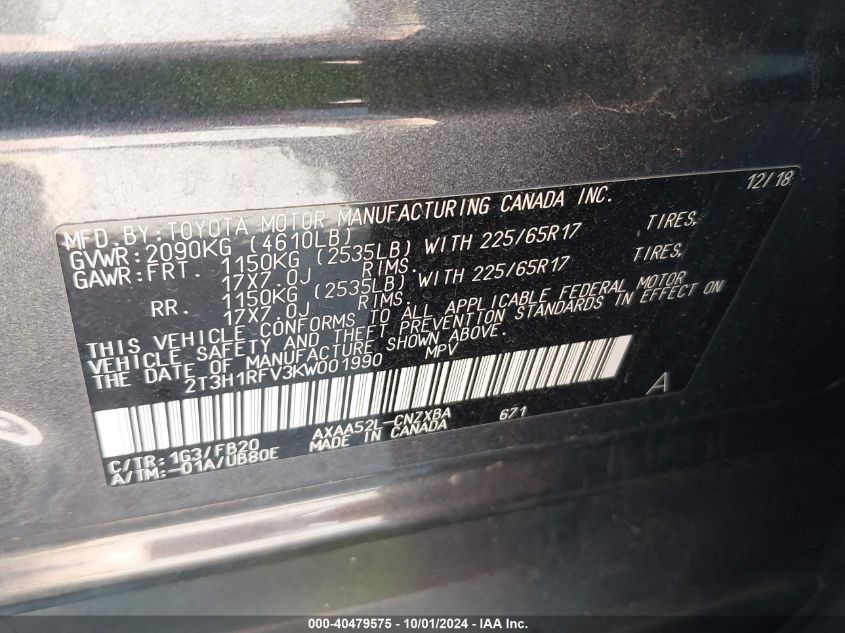 12/18
MFD.BY:TOYOTA MOTOR MANUFACTURING CANADA INC.
GVWR:2090KG (4610LB)
GAWR:FRT. 1150KG (2535LB) WITH 225/65R17 TIRES,
17X7.0J RIMS.
RR. 1150KG (2535LB) WITH 225/65R17 TIRES,
17X7.0J RIMS.
THIS VEHICLE CONFORMS TO ALL APPLICABLE FEDERAL MOTOR
VEHICLE SAFETY AND THEFT PREVENTION STANDARDS IN EFFECT ON
THE DATE OF MANUFACTURE SHOWN ABOVE.
2T3H1RFV3KW001990 MPV
A
C/TR:1G3/FB20 AXAA52L-CNZXBA 671
A/TM:-01A/UB80E MADE IN CANADA
000-40479575 - 10/01/2024 - IAA Inc.